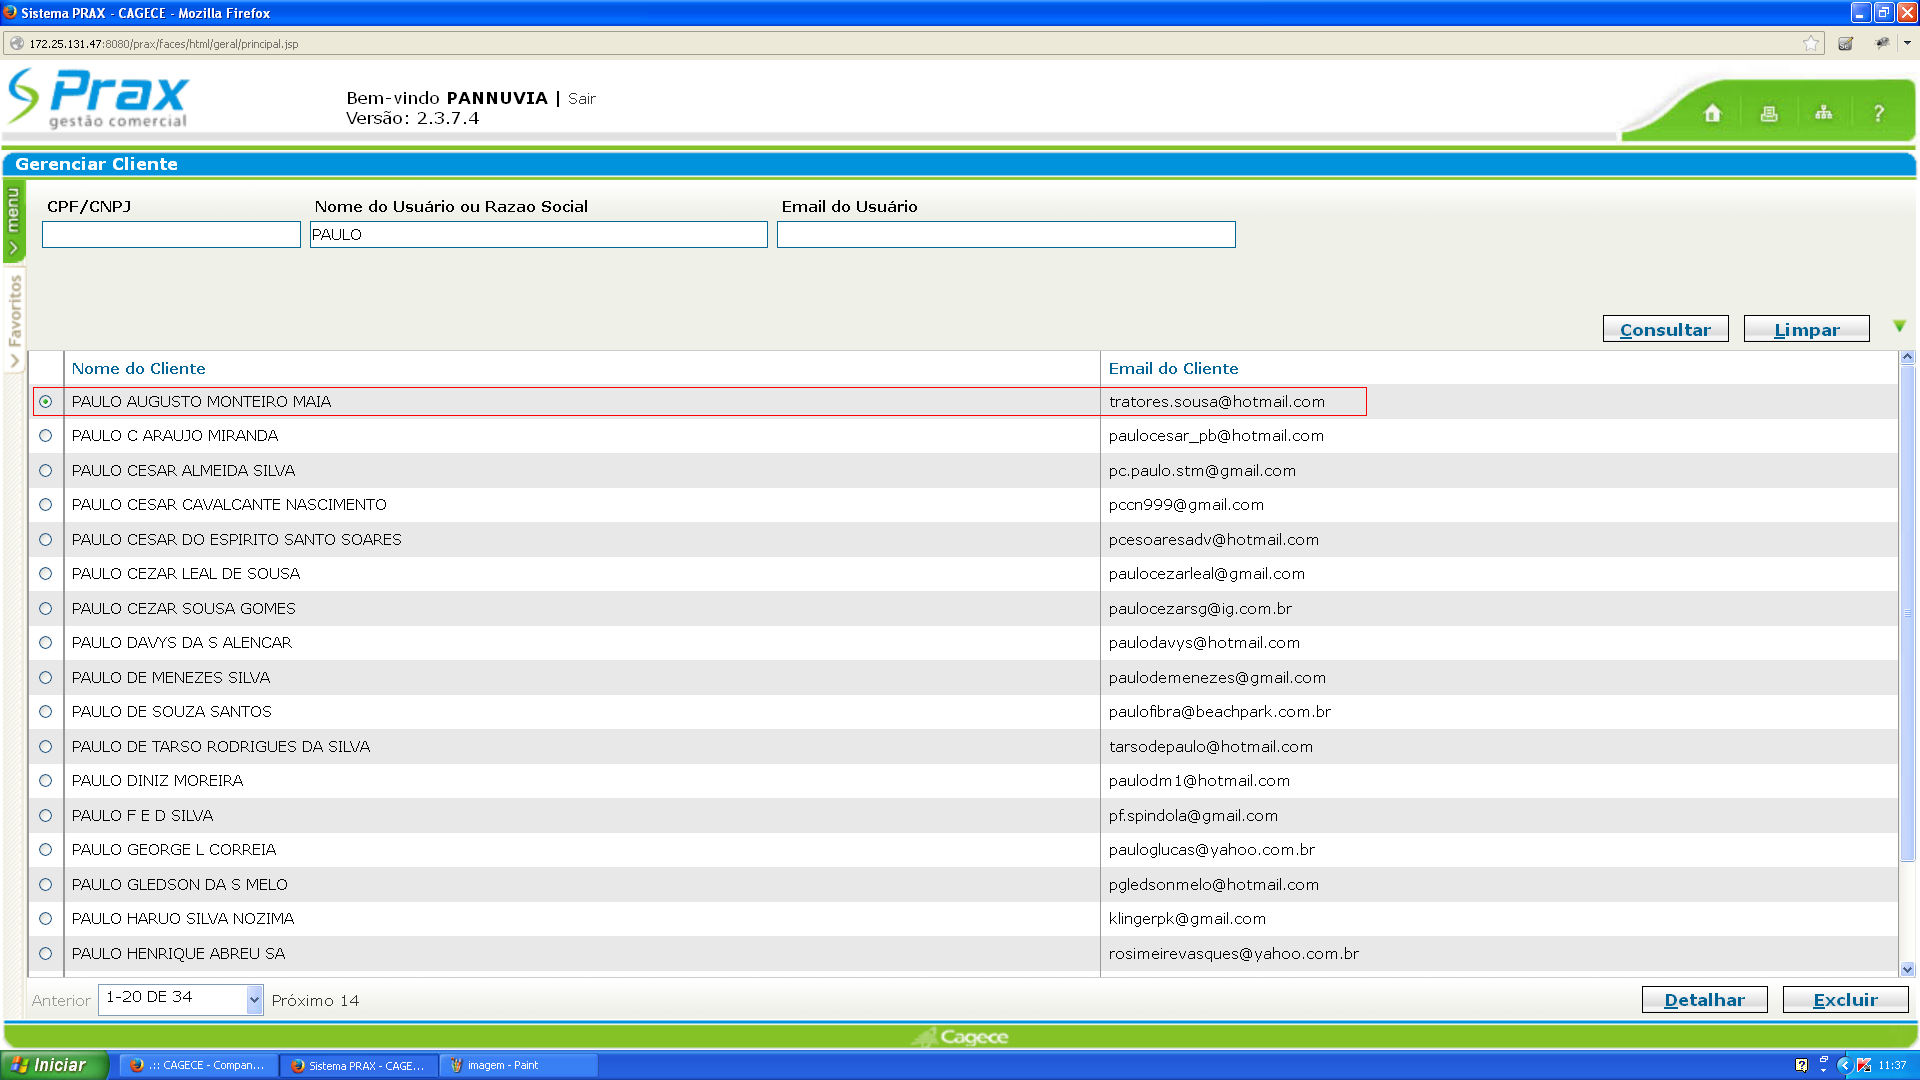 Sistema PRAX - CAGECE - Mozilla Firefox
172.25.131.47:8080/prax/faces/html/geral/principal.jsp
Prax
gestão comercial
Bem-vindo PANNUVIA | Sair
Versão: 2.3.7.4
?
Gerenciar Cliente
menu
Favoritos
CPF/CNPJ Nome do Usuário ou Razao Social Email do Usuário
PAULO
Consultar Limpar
Nome do Cliente Email do Cliente
PAULO AUGUSTO MONTEIRO MAIA tratores.sousa@hotmail.com
PAULO C ARAUJO MIRANDA paulocesar_pb@hotmail.com
PAULO CESAR ALMEIDA SILVA pc.paulo.stm@gmail.com
PAULO CESAR CAVALCANTE NASCIMENTO pccn999@gmail.com
PAULO CESAR DO ESPIRITO SANTO SOARES pcesoaresadv@hotmail.com
PAULO CEZAR LEAL DE SOUSA paulocezarleal@gmail.com
PAULO CEZAR SOUSA GOMES paulocezarsg@ig.com.br
PAULO DAVYS DA S ALENCAR paulodavys@hotmail.com
PAULO DE MENEZES SILVA paulodemenezes@gmail.com
PAULO DE SOUZA SANTOS paulofibra@beachpark.com.br
PAULO DE TARSO RODRIGUES DA SILVA tarsodepaulo@hotmail.com
PAULO DINIZ MOREIRA paulodm1@hotmail.com
PAULO F E D SILVA pf.spindola@gmail.com
PAULO GEORGE L CORREIA pauloglucas@yahoo.com.br
PAULO GLEDSON DA S MELO pgledsonmelo@hotmail.com
PAULO HARUO SILVA NOZIMA klingerpk@gmail.com
PAULO HENRIQUE ABREU SA rosimeirevasques@yahoo.com.br
Anterior 1-20 DE 34 Próximo 14
Detalhar Excluir
Cagece
Iniciar .:: CAGECE - Compan... Sistema PRAX - CAGE... imagem - Paint 11:37